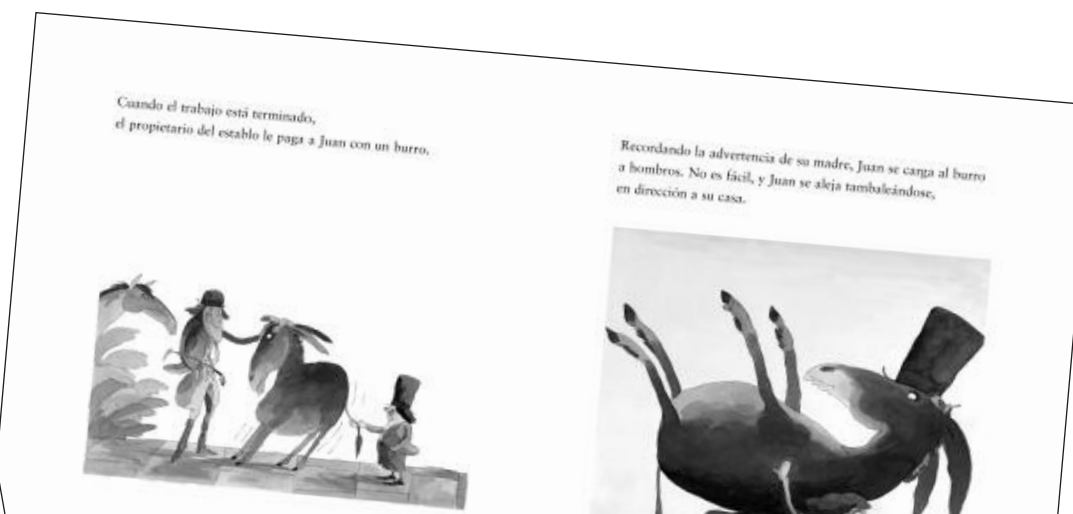 Cuando el trabajo está terminado,
el propietario del establo le paga a Juan con un burro.
Recordando la advertencia de su madre, Juan se carga al burro
a hombros. No es fácil, y Juan se aleja tambaleándose,
en dirección a su casa.